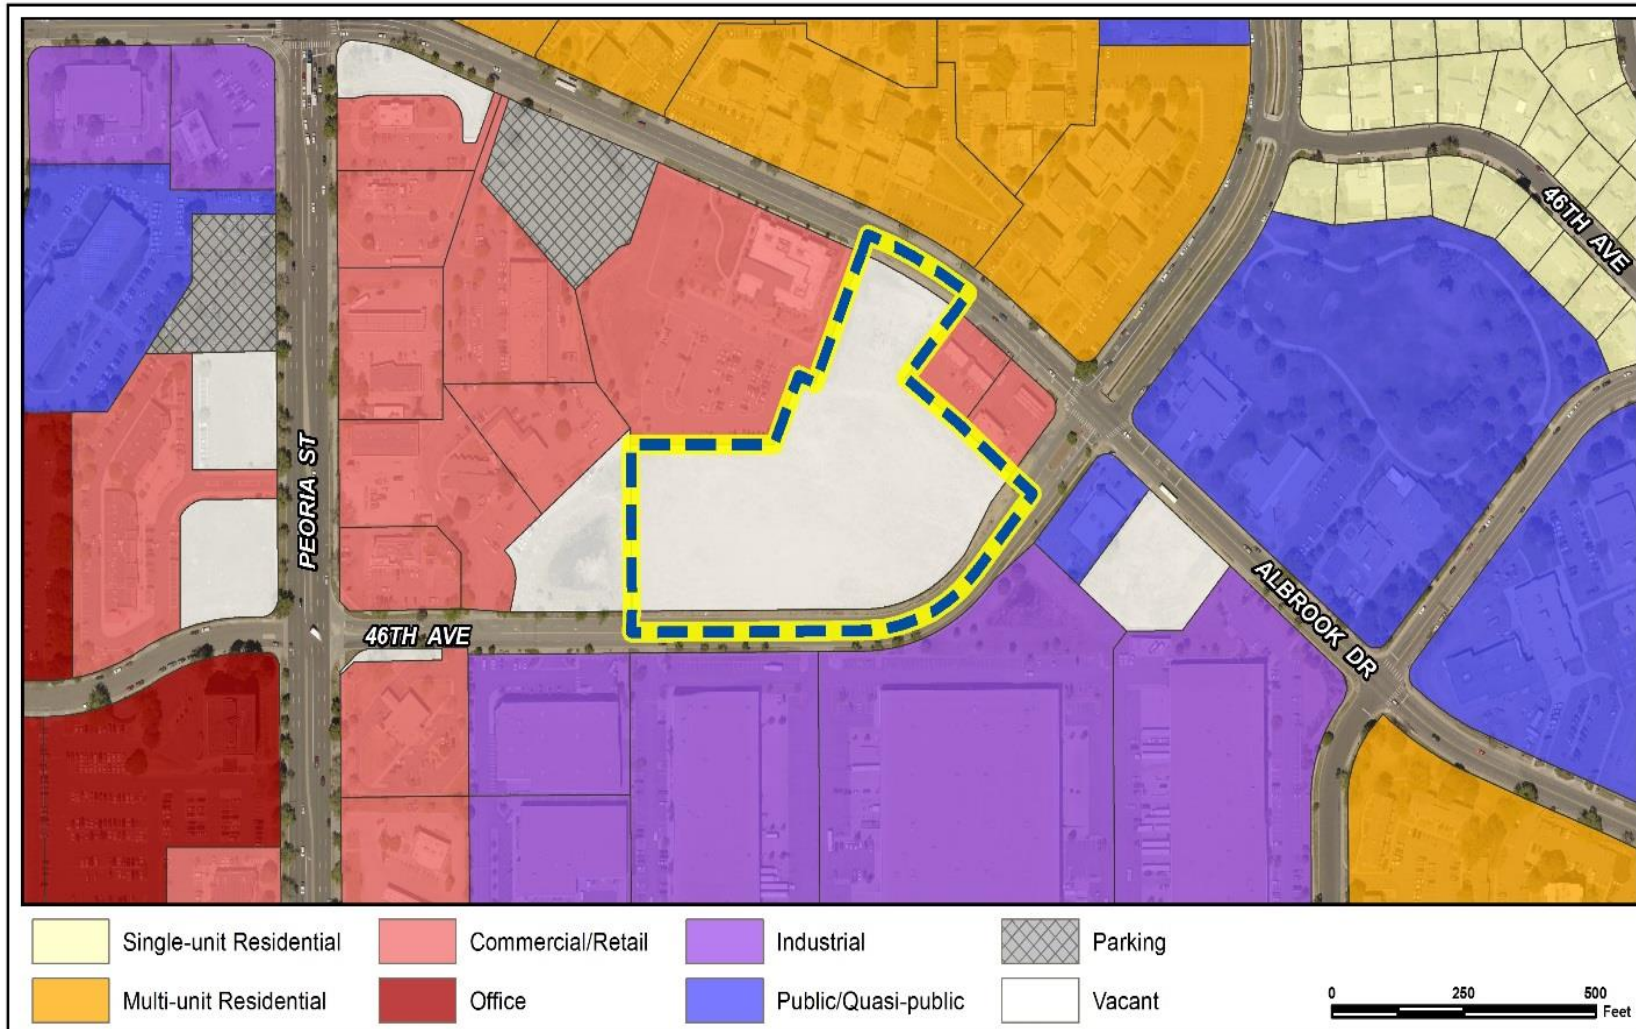 46TH AVE
PEORIA ST
46TH AVE
ALBROOK DR
Single-unit Residential
Commercial/Retail
Industrial
Parking
Multi-unit Residential
Office
Public/Quasi-public
Vacant
0 250 500
Feet